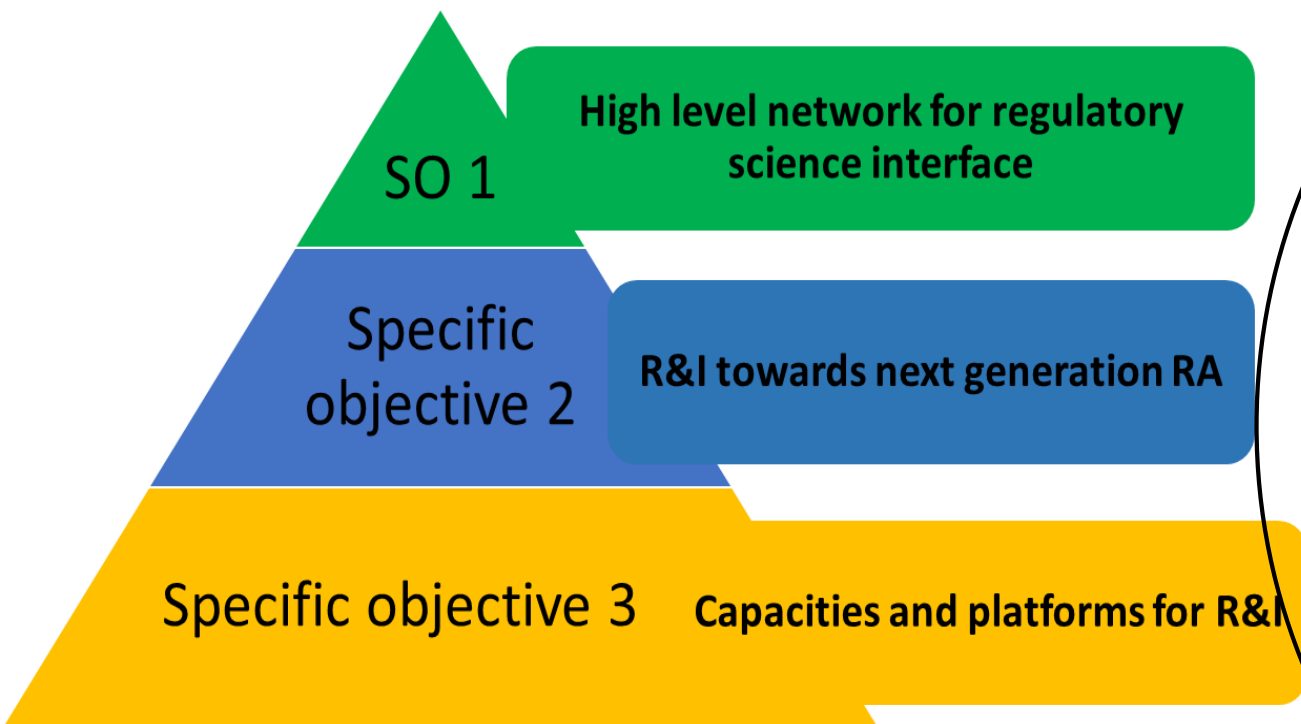 SO 1
High level network for regulatory
science interface
Specific
objective 2
R&I towards next generation RA
Specific objective 3
Capacities and platforms for R&I